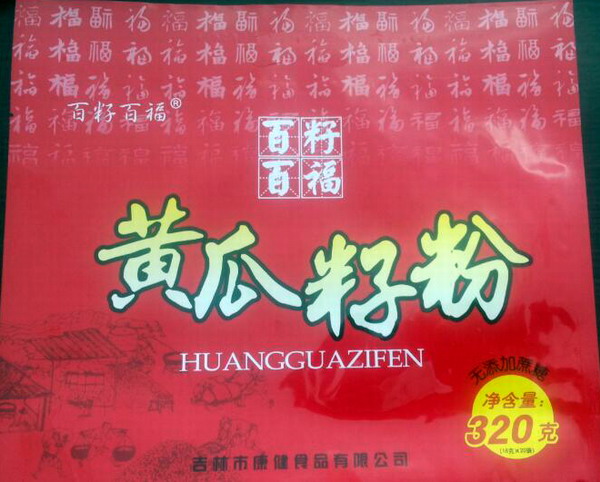 百籽百福®
百籽
百福
黄瓜籽粉
HUANGGUAZIFEN
无添加蔗糖
净含量:
320克
吉林市康健食品有限公司